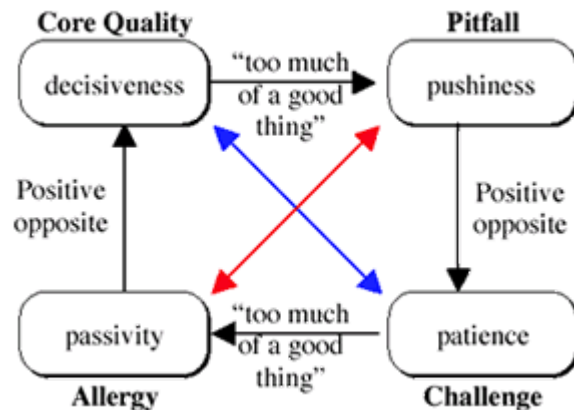 Core Quality
Pitfall
decisiveness
“too much
of a good
thing”
pushiness
Positive
opposite
Positive
opposite
passivity
“too much
of a good
thing”
patience
Allergy
Challenge